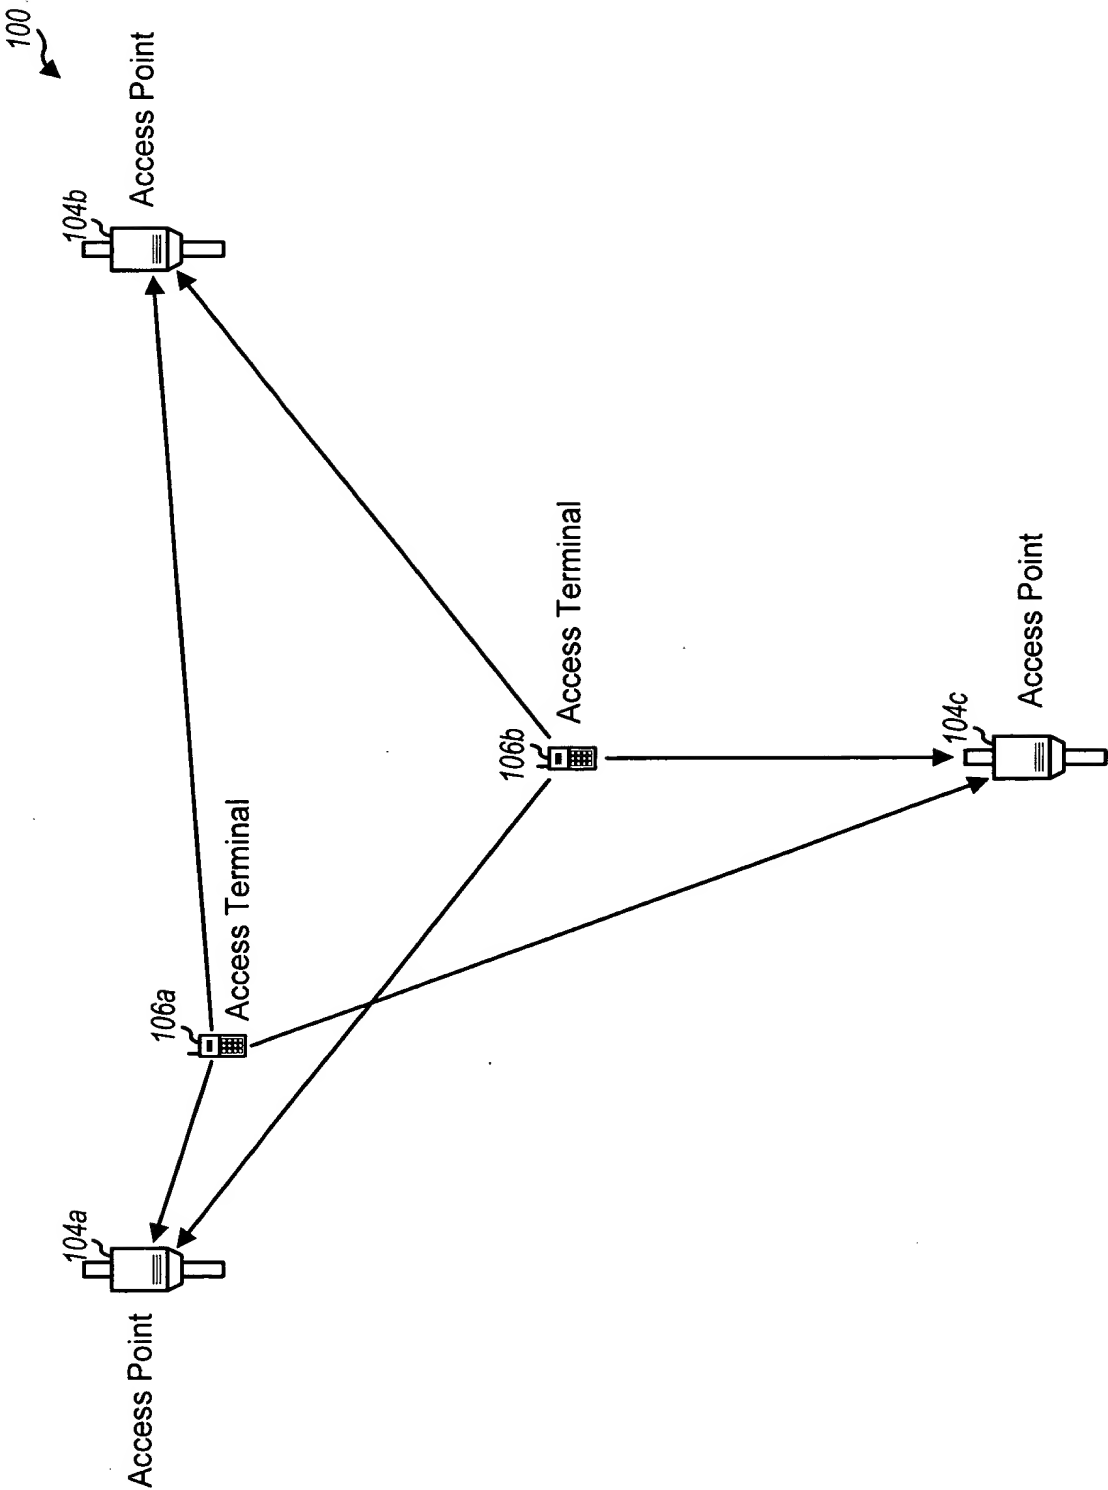 100
104a
Access Point
104b
Access Point
106a
Access Terminal
106b
Access Terminal
104c
Access Point